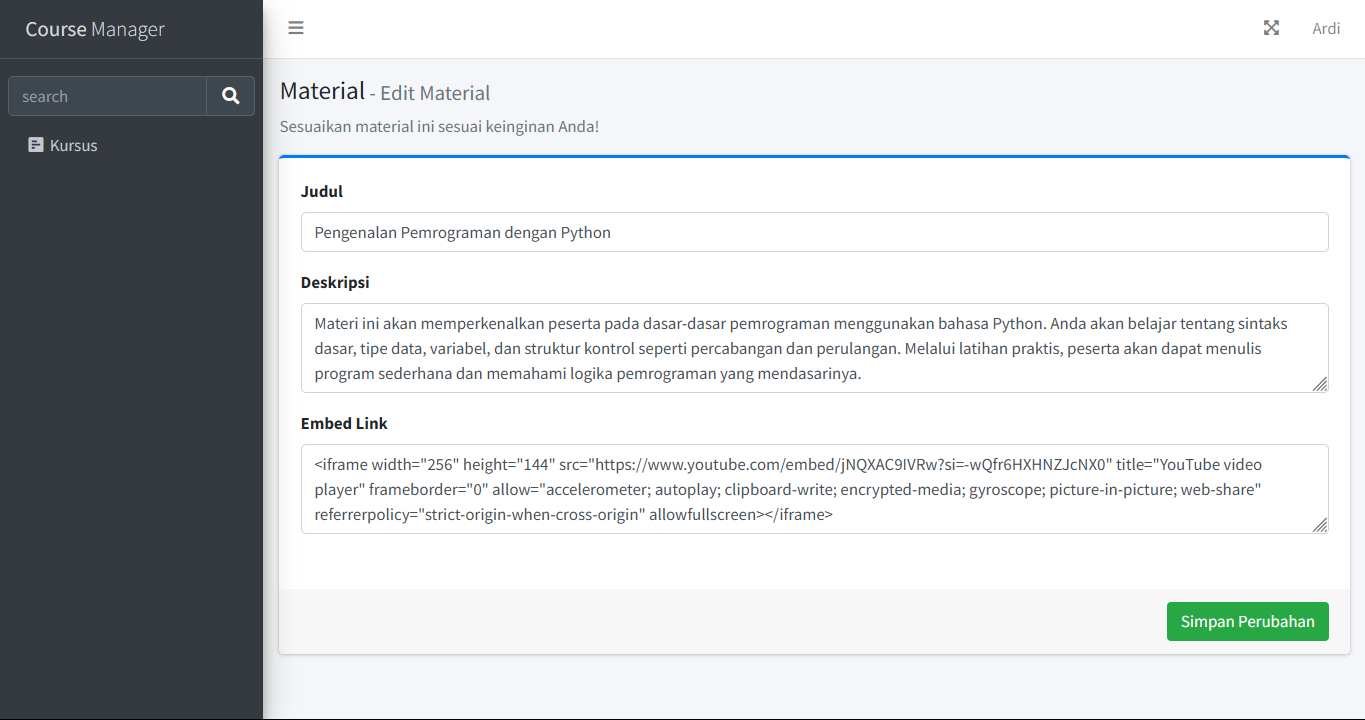 Course Manager
Ardi
search
Kursus
Material - Edit Material
Sesuaikan material ini sesuai keinginan Anda!
Judul
Pengenalan Pemrograman dengan Python
Deskripsi
Materi ini akan memperkenalkan peserta pada dasar-dasar pemrograman menggunakan bahasa Python. Anda akan belajar tentang sintaks
dasar, tipe data, variabel, dan struktur kontrol seperti percabangan dan perulangan. Melalui latihan praktis, peserta akan dapat menulis
program sederhana dan memahami logika pemrograman yang mendasarinya.
Embed Link
<iframe width="256" height="144" src="https://www.youtube.com/embed/jNQXAC9IVRw?si=-wQfr6HXHNZJcNX0" title="YouTube video
player" frameborder="0" allow="accelerometer; autoplay; clipboard-write; encrypted-media; gyroscope; picture-in-picture; web-share"
referrerpolicy="strict-origin-when-cross-origin" allowfullscreen></iframe>
Simpan Perubahan